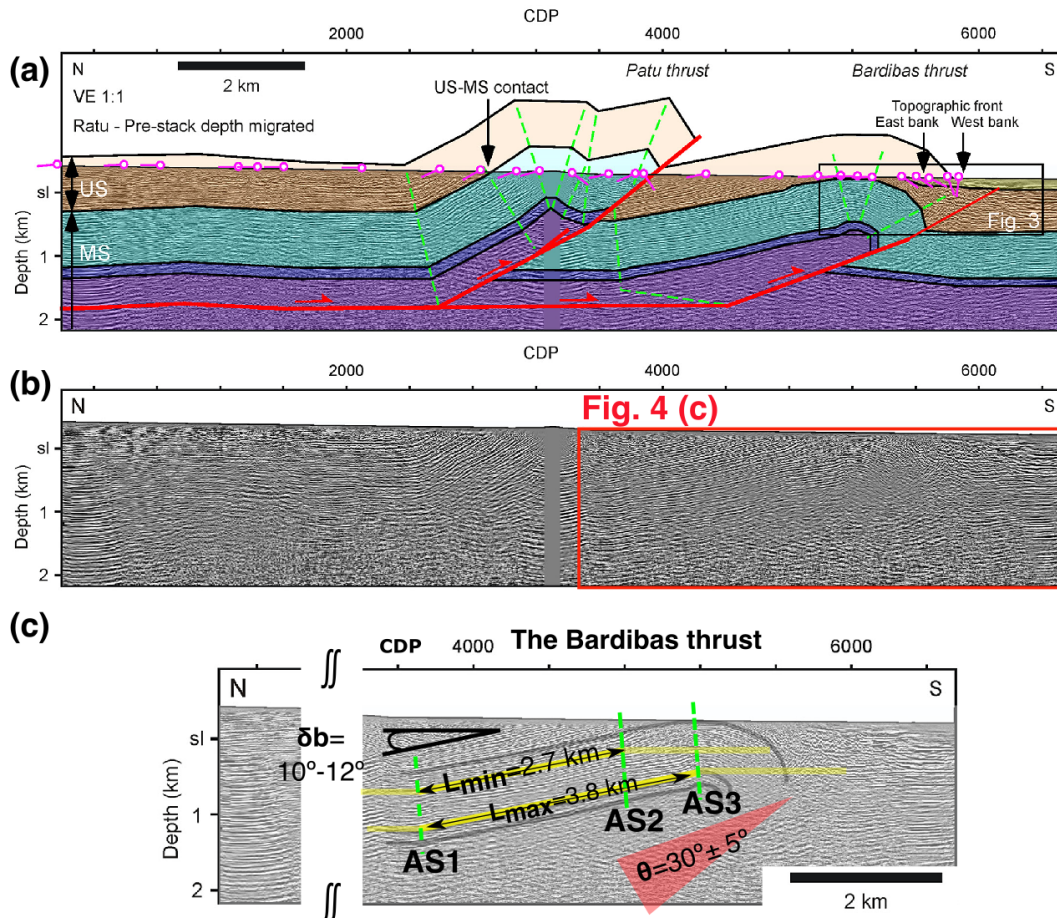 CDP
2000
4000
6000
(a)
N
S
2 km
Patu thrust
Bardibas thrust
VE 1:1
US-MS contact
Topographic front
East bank
West bank
Ratu - Pre-stack depth migrated
sl
US
Fig. 3
MS
1
Depth (km)
2
CDP
(b)
2000
4000
6000
N
Fig. 4 (c)
S
sl
Depth (km)
1
2
(c)
CDP
4000
The Bardibas thrust
6000
∫∫
N
S
sl
δb=
10°-12°
Lmin=2.7 km
Lmax=3.8 km
1
AS1
AS2
AS3
Depth (km)
θ=30°± 5°
2
∫∫
2 km